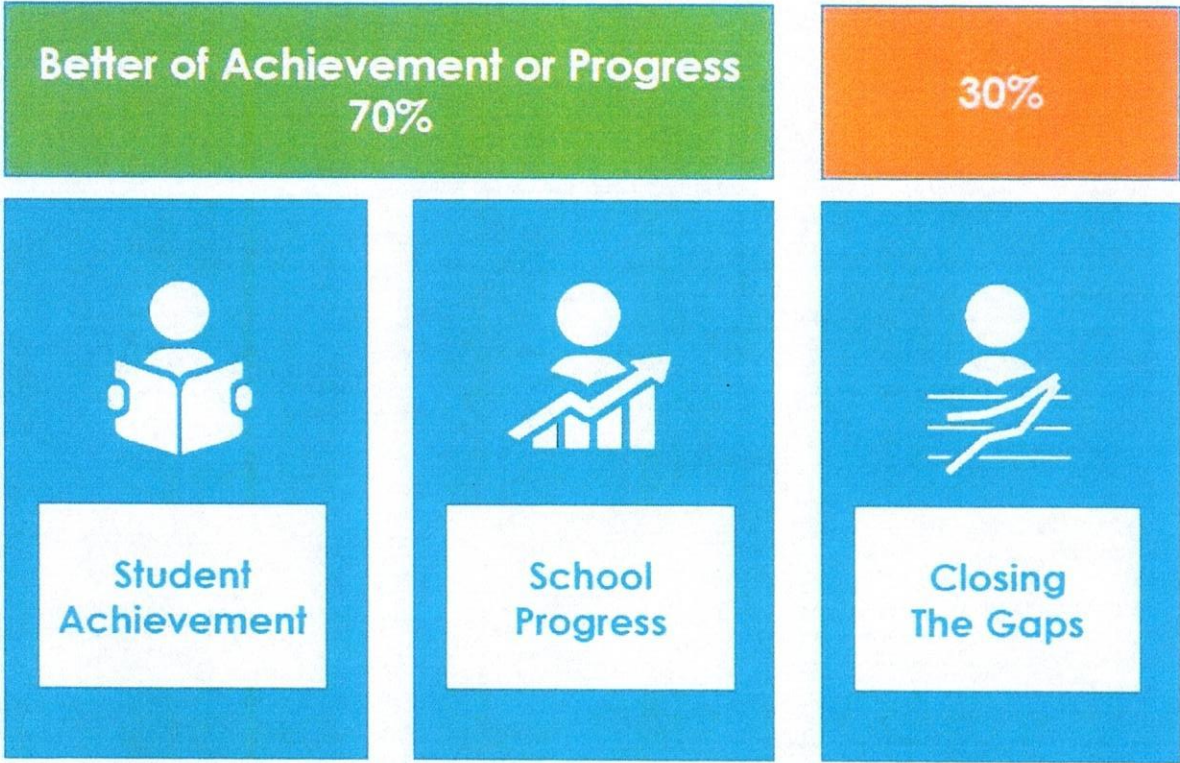 Better of Achievement or Progress
70%
30%
Student
Achievement
School
Progress
Closing
The Gaps